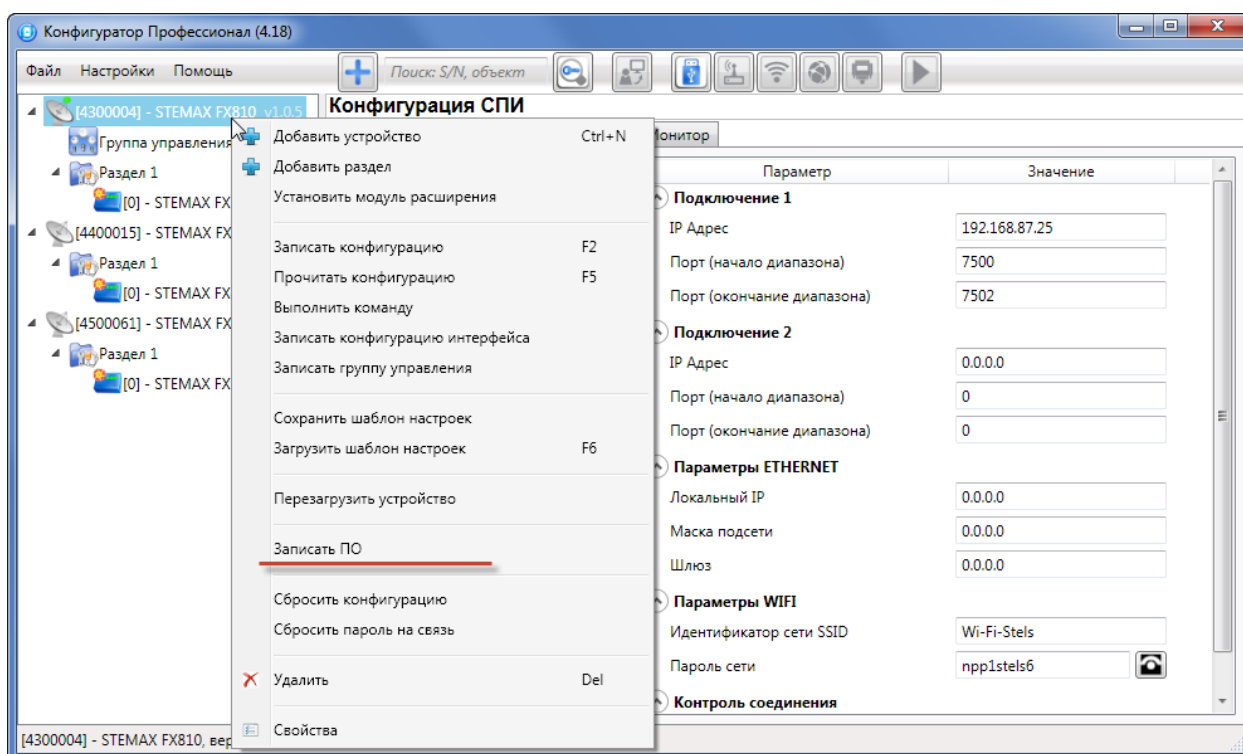 Конфигуратор Профессионал (4.18)
Файл Настройки Помощь Поиск: S/N, объект
[4300004] - STEMAX FX810 v1.0.5
Группа управления
Раздел 1
[0] - STEMAX FX
[4400015] - STEMAX FX
Раздел 1
[0] - STEMAX FX
[4500061] - STEMAX FX
Раздел 1
[0] - STEMAX FX
Добавить устройство Ctrl+N
Добавить раздел
Установить модуль расширения
Записать конфигурацию F2
Прочитать конфигурацию F5
Выполнить команду
Записать конфигурацию интерфейса
Записать группу управления
Сохранить шаблон настроек
Загрузить шаблон настроек F6
Перезагрузить устройство
Записать ПО
Сбросить конфигурацию
Сбросить пароль на связь
Удалить Del
Свойства
Конфигурация СПИ
Монитор
Параметр Значение
Подключение 1
IP Адрес 192.168.87.25
Порт (начало диапазона) 7500
Порт (окончание диапазона) 7502
Подключение 2
IP Адрес 0.0.0.0
Порт (начало диапазона) 0
Порт (окончание диапазона) 0
Параметры ETHERNET
Локальный IP 0.0.0.0
Маска подсети 0.0.0.0
Шлюз 0.0.0.0
Параметры WIFI
Идентификатор сети SSID Wi-Fi-Stels
Пароль сети npp1stels6
Контроль соединения
[4300004] - STEMAX FX810, вер